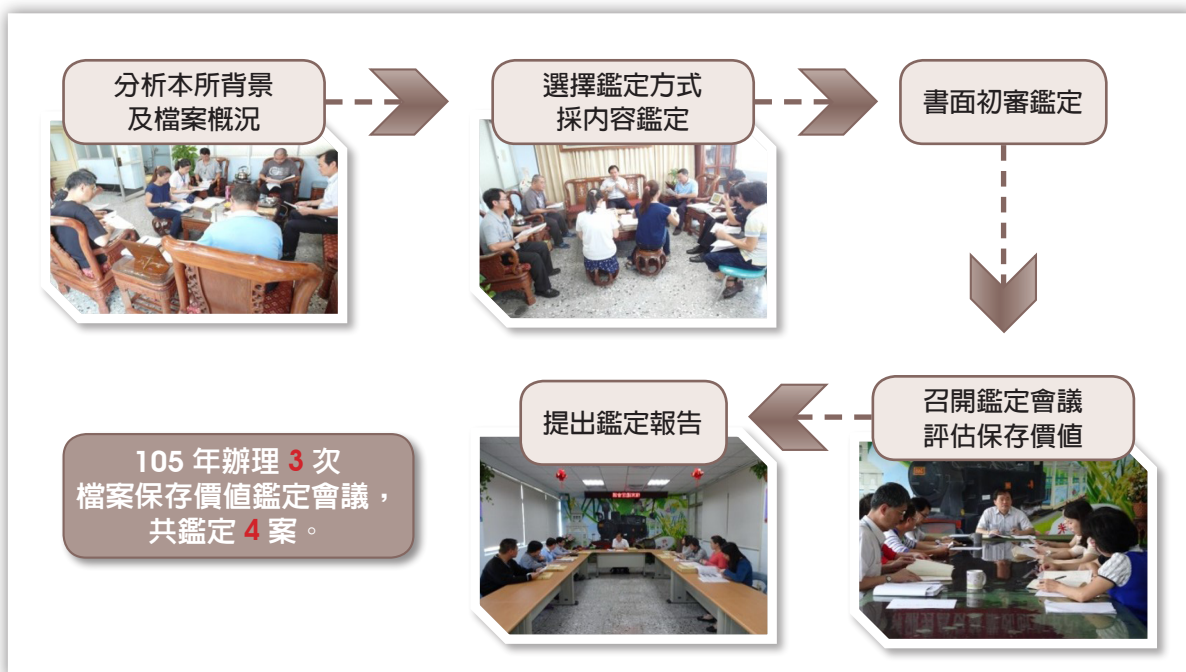 分析本所背景
及檔案概況
選擇鑑定方式
採內容鑑定
書面初審鑑定
召開鑑定會議
評估保存價值
提出鑑定報告
105 年辦理 3 次
檔案保存價值鑑定會議，
共鑑定 4 案。